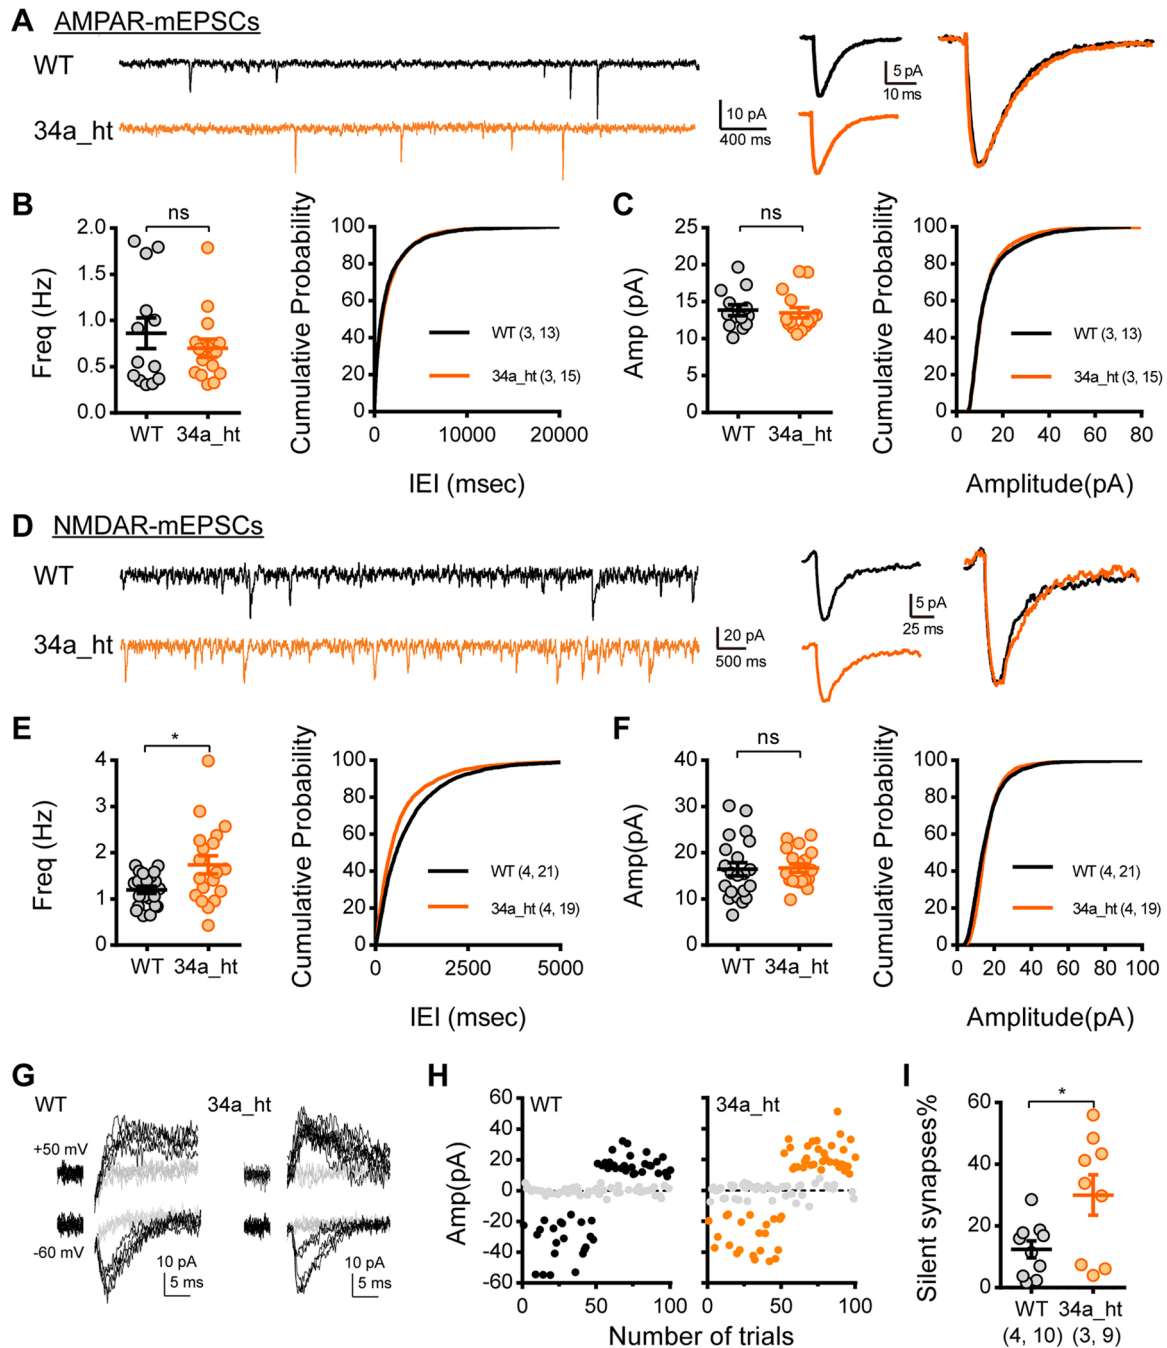 A AMPAR-mEPSCs
WT
34a_ht
10 pA
400 ms
5 pA
10 ms
B
ns
Freq (Hz)
2.0
1.5
1.0
0.5
0.0
WT 34a_ht
Cumulative Probability
100
80
60
40
20
0
WT (3, 13)
34a_ht (3, 15)
0 10000 20000
IEI (msec)
C
ns
Amp (pA)
25
20
15
10
5
0
WT 34a_ht
Cumulative Probability
100
80
60
40
20
0
WT (3, 13)
34a_ht (3, 15)
0 20 40 60 80
Amplitude(pA)
D NMDAR-mEPSCs
WT
34a_ht
20 pA
500 ms
5 pA
25 ms
E
*
Freq (Hz)
4
3
2
1
0
WT 34a_ht
Cumulative Probability
100
80
60
40
20
0
WT (4, 21)
34a_ht (4, 19)
0 2500 5000
IEI (msec)
F
ns
Amp(pA)
40
30
20
10
0
WT 34a_ht
Cumulative Probability
100
80
60
40
20
0
WT (4, 21)
34a_ht (4, 19)
0 20 40 60 80 100
Amplitude(pA)
G
WT 34a_ht
+50 mV
-60 mV
10 pA
5 ms
10 pA
5 ms
H
WT 34a_ht
Amp(pA)
60
40
20
0
-20
-40
-60
0 50 100 0 50 100
Number of trials
I
*
Silent synapses%
60
40
20
0
WT 34a_ht
(4, 10) (3, 9)